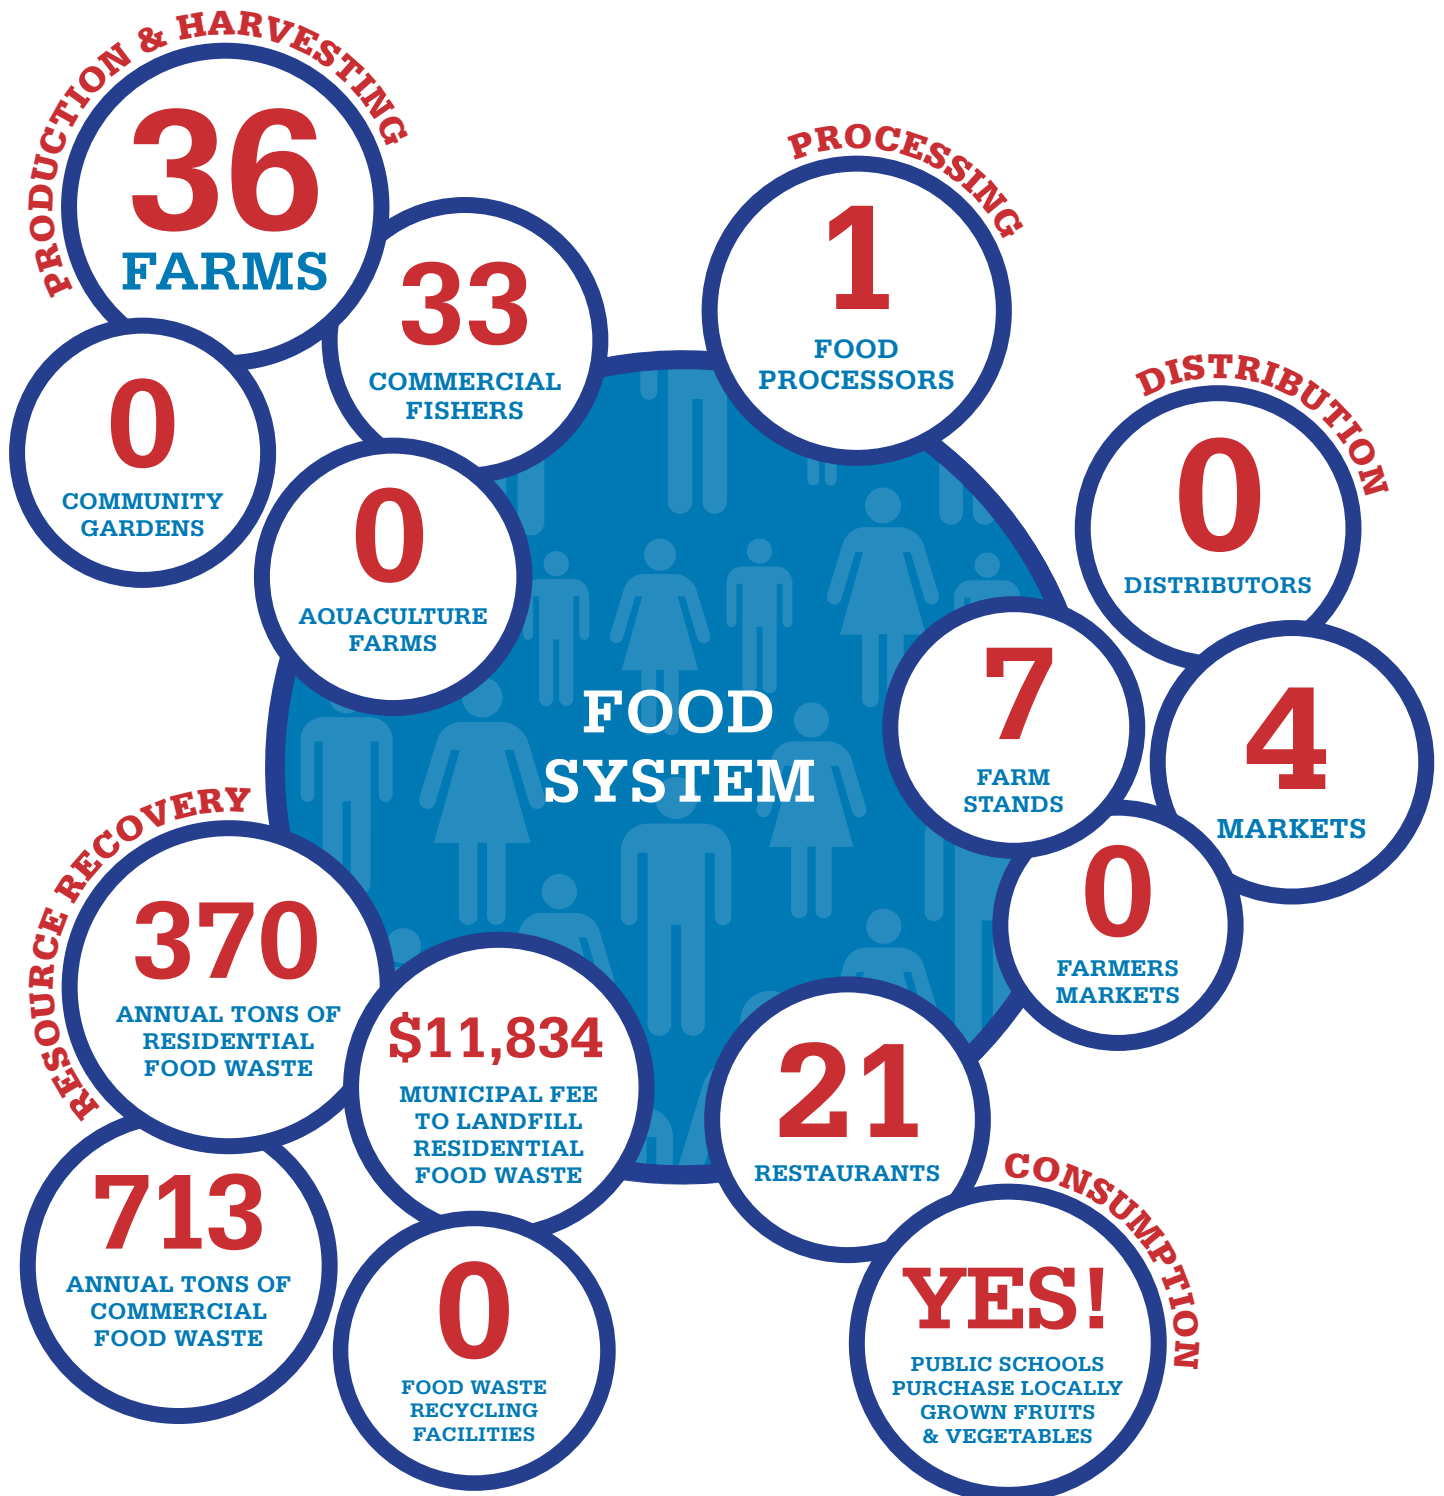 PRODUCTION & HARVESTING
36
FARMS
33
COMMERCIAL
FISHERS
0
COMMUNITY
GARDENS
0
AQUACULTURE
FARMS
PROCESSING
1
FOOD
PROCESSORS
DISTRIBUTION
0
DISTRIBUTORS
7
FARM
STANDS
4
MARKETS
0
FARMERS
MARKETS
FOOD
SYSTEM
RESOURCE RECOVERY
370
ANNUAL TONS OF
RESIDENTIAL
FOOD WASTE
$11,834
MUNICIPAL FEE
TO LANDFILL
RESIDENTIAL
FOOD WASTE
713
ANNUAL TONS OF
COMMERCIAL
FOOD WASTE
0
FOOD WASTE
RECYCLING
FACILITIES
21
RESTAURANTS
CONSUMPTION
YES!
PUBLIC SCHOOLS
PURCHASE LOCALLY
GROWN FRUITS
& VEGETABLES